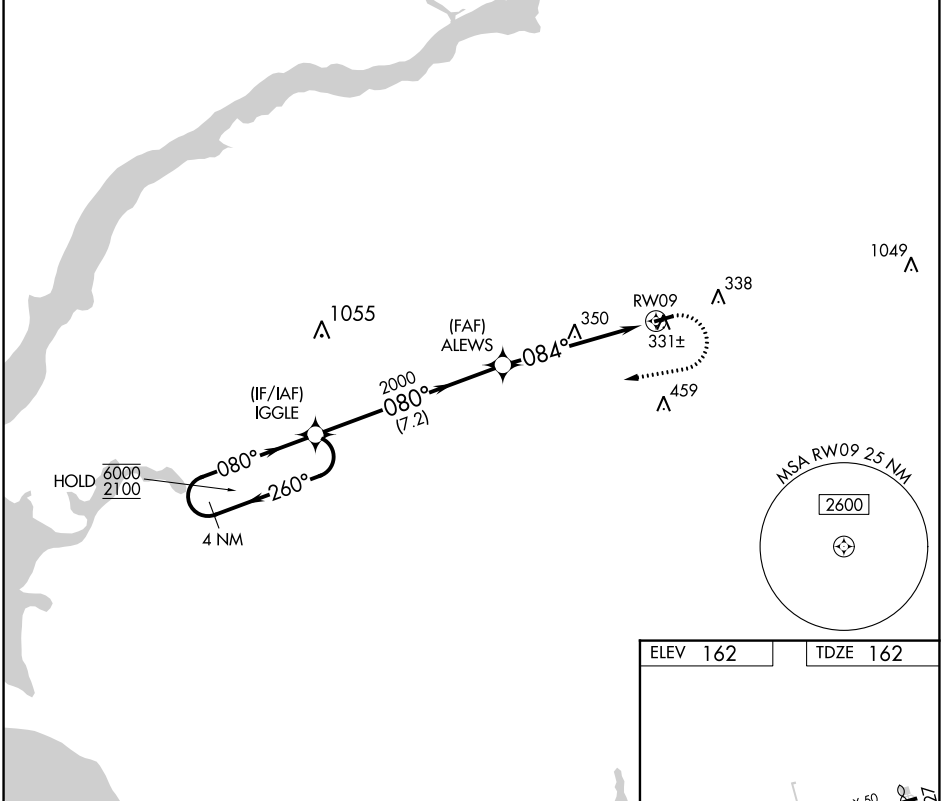 1049
338
RW09
1055
350
(FAF)
ALEWS
331±
084°
2000
(IF/IAF)
IGGLE
080°
(7.2)
459
080°
HOLD 6000
2100
260°
4 NM
MSA RW09 25 NM
2600
ELEV 162
TDZE 162
27